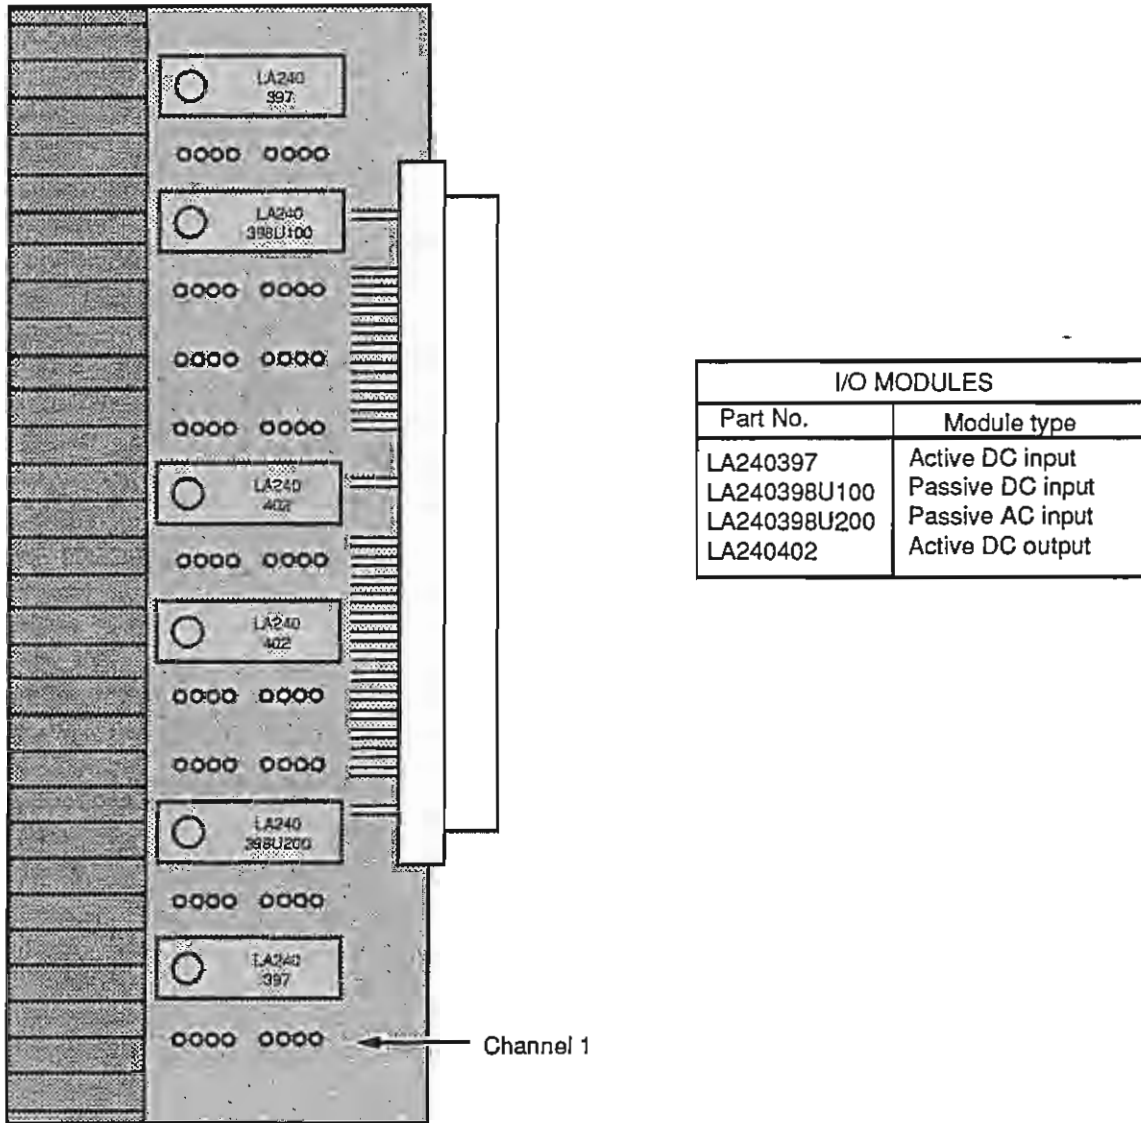 LA240
397
LA240
398U100
LA240
402
LA240
402
LA240
398U200
LA240
397
Channel 1
I/O MODULES
Part No. Module type
LA240397 Active DC input
LA240398U100 Passive DC input
LA240398U200 Passive AC input
LA240402 Active DC output